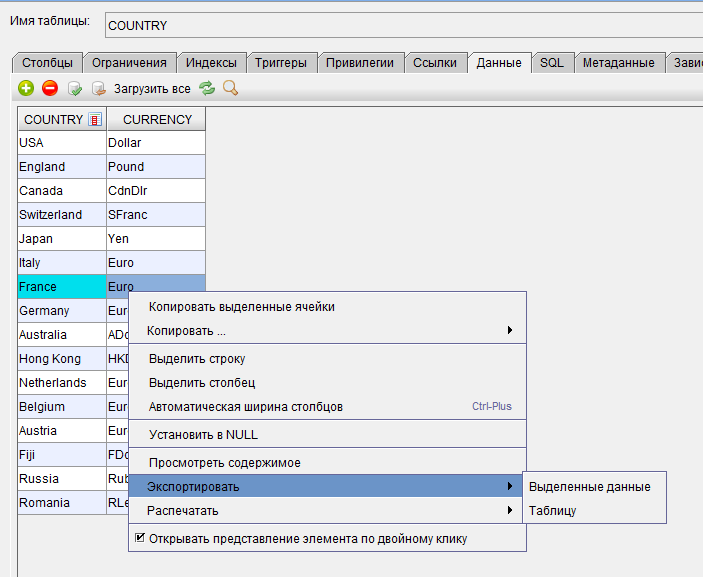 Имя таблицы: COUNTRY
Столбцы Ограничения Индексы Триггеры Привилегии Ссылки Данные SQL Метаданные Зави
Загрузить все
COUNTRY CURRENCY
USA Dollar
England Pound
Canada CdnDlr
Switzerland SFranc
Japan Yen
Italy Euro
France Euro
Germany Eur
Australia ADo
Hong Kong HKD
Netherlands Eur
Belgium Eur
Austria Eur
Fiji FDo
Russia Rub
Romania RLe
Копировать выделенные ячейки
Копировать ...
Выделить строку
Выделить столбец
Автоматическая ширина столбцов Ctrl-Plus
Установить в NULL
Просмотреть содержимое
Экспортировать
Выделенные данные
Таблицу
Распечатать
Открывать представление элемента по двойному клику